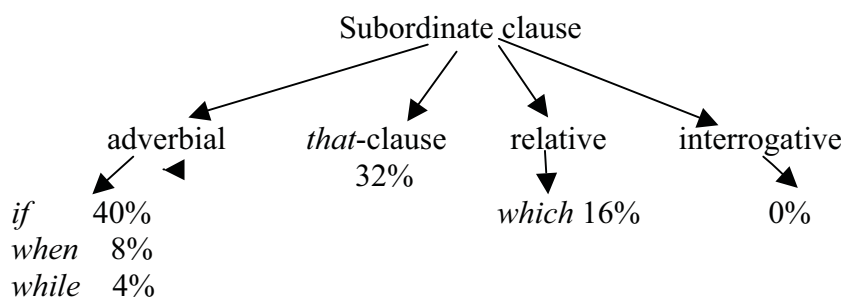 Subordinate clause
adverbial that-clause relative interrogative
32%
if 40% which 16% 0%
when 8%
while 4%